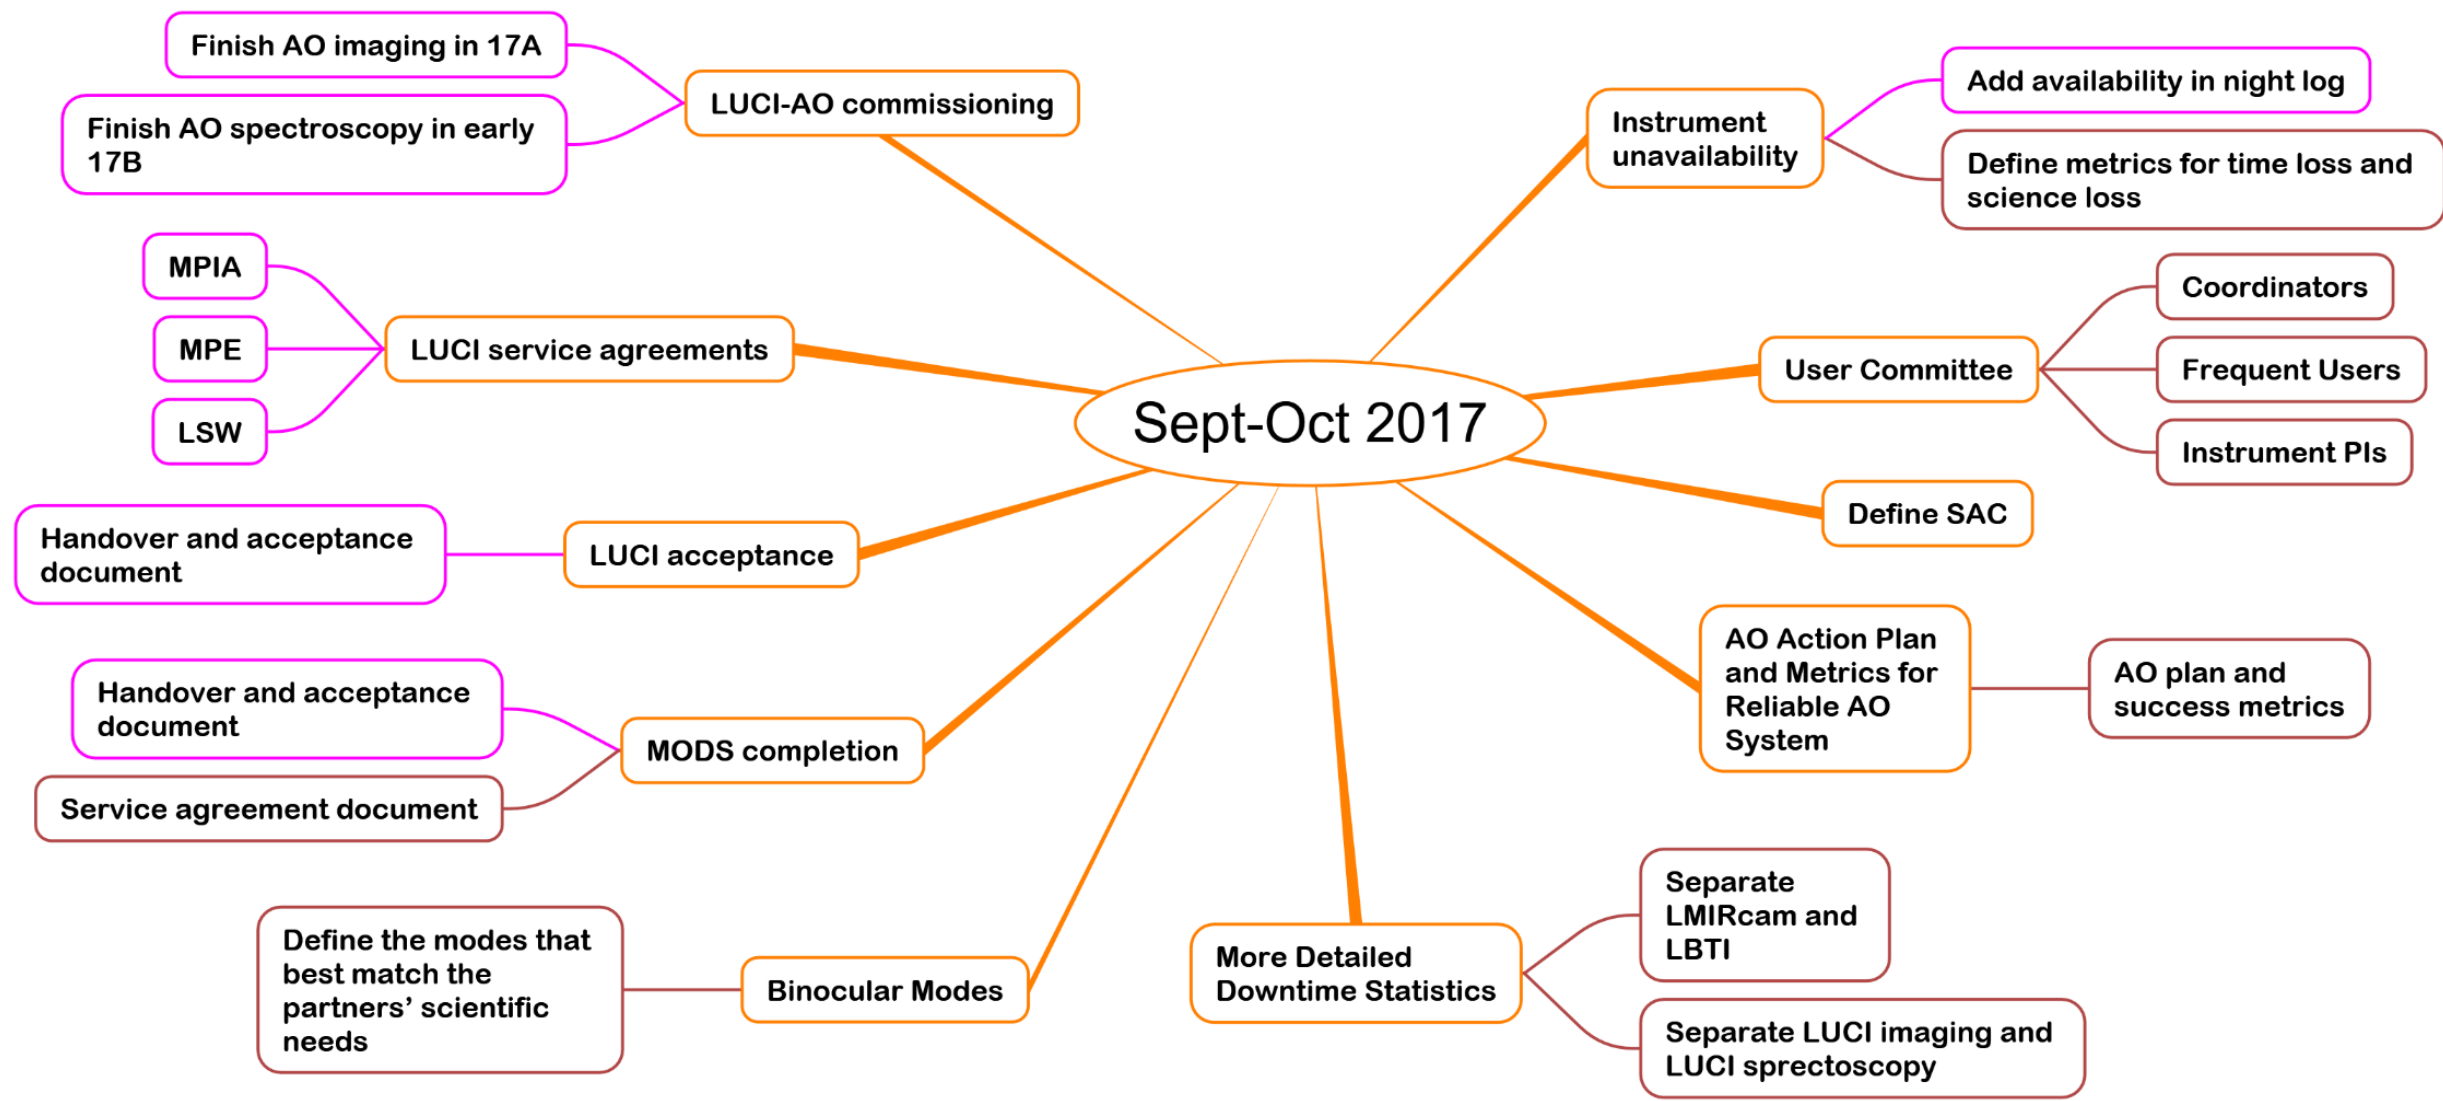 Finish AO imaging in 17A
Finish AO spectroscopy in early
17B
LUCI-AO commissioning
MPIA
MPE
LSW
LUCI service agreements
Handover and acceptance
document
LUCI acceptance
Handover and acceptance
document
Service agreement document
MODS completion
Define the modes that
best match the
partners’ scientific
needs
Binocular Modes
Sept-Oct 2017
Instrument
unavailability
Add availability in night log
Define metrics for time loss and
science loss
User Committee
Coordinators
Frequent Users
Instrument PIs
Define SAC
AO Action Plan
and Metrics for
Reliable AO
System
AO plan and
success metrics
More Detailed
Downtime Statistics
Separate
LMIRcam and
LBTI
Separate LUCI imaging and
LUCI sprectoscopy